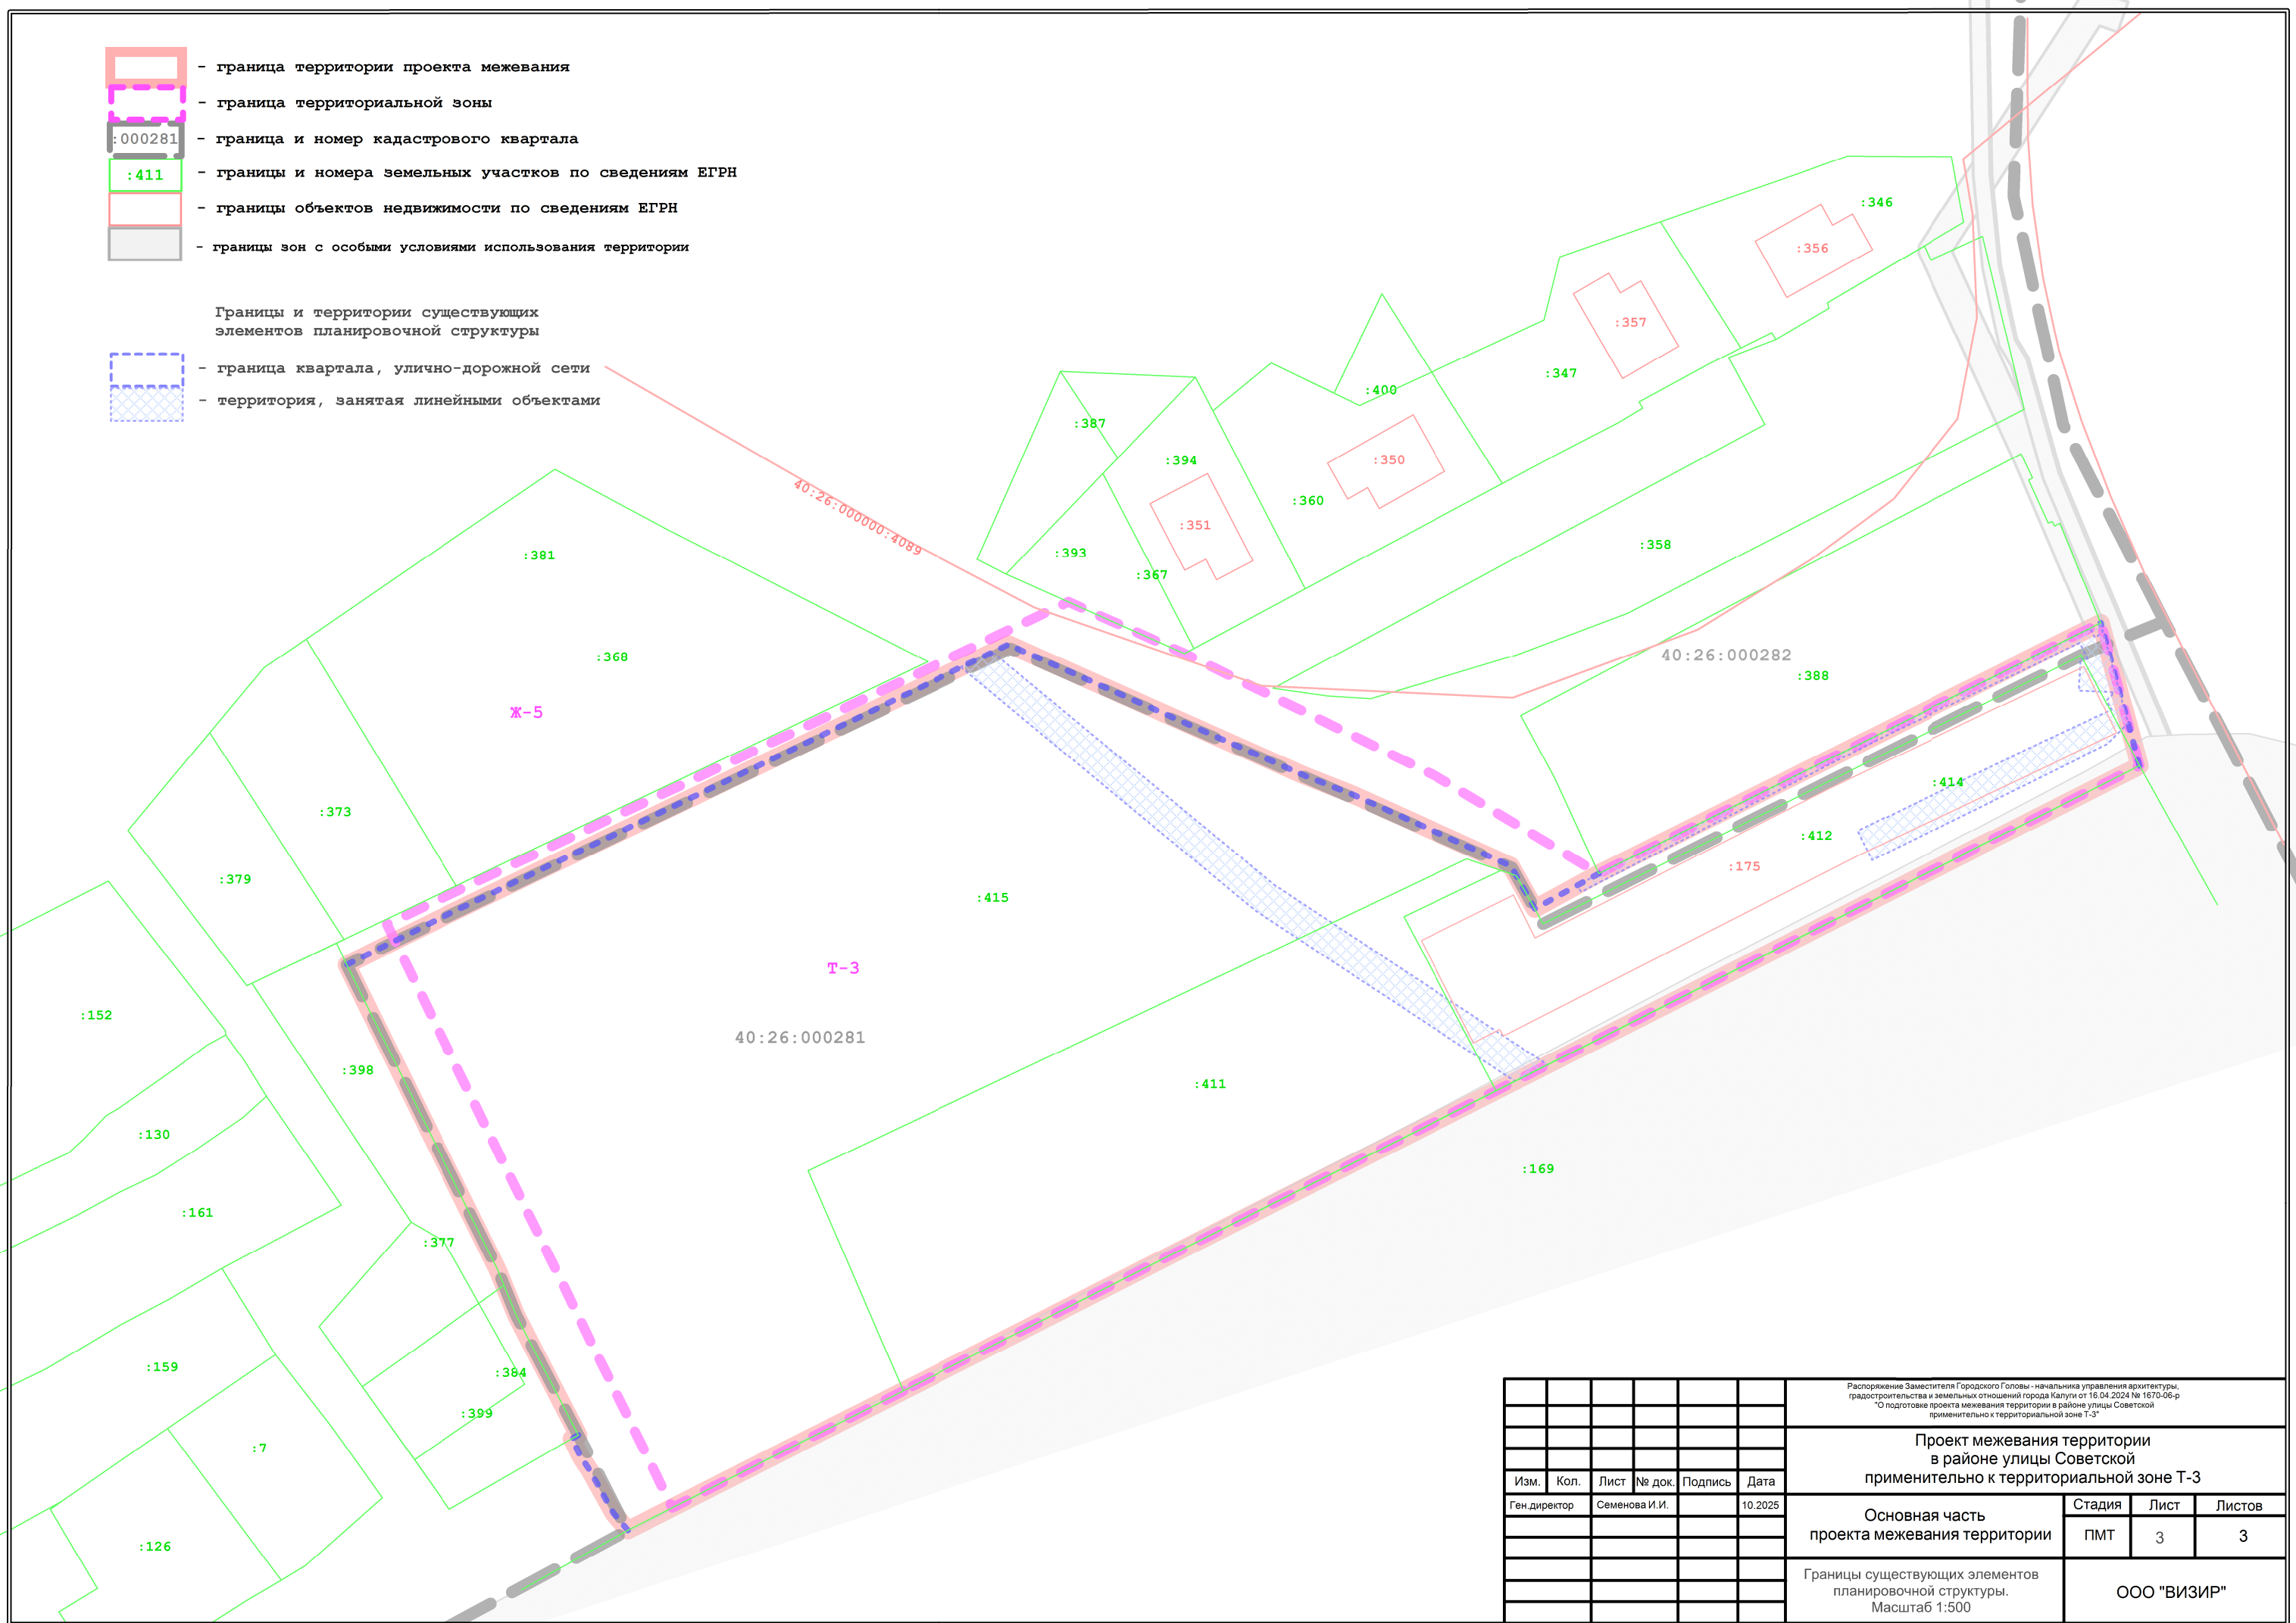 - граница территории проекта межевания
- граница территориальной зоны
:000281 - граница и номер кадастрового квартала
:411 - границы и номера земельных участков по сведениям ЕГРН
- границы объектов недвижимости по сведениям ЕГРН
- границы зон с особыми условиями использования территории
Границы и территории существующих
элементов планировочной структуры
- граница квартала, улично-дорожной сети
- территория, занятая линейными объектами
:346
:356
:357
:347
:400
:387
:394
:350
:360
:351
:393
:367
:358
40:26:000000:4089
:381
:368
Ж-5
40:26:000282
:388
:373
:379
:414
:412
:175
:415
Т-3
40:26:000281
:152
:398
:411
:130
:169
:161
:377
:159
:384
:399
:7
:126
Распоряжение Заместителя Городского Головы - начальника управления архитектуры,
градостроительства и земельных отношений города Калуги от 16.04.2024 № 1670-06-р
"О подготовке проекта межевания территории в районе улицы Советской
применительно к территориальной зоне Т-3"
Проект межевания территории
в районе улицы Советской
применительно к территориальной зоне Т-3
Изм. Кол. Лист № док. Подпись Дата
Ген.директор Семенова И.И. 10.2025
Основная часть
проекта межевания территории
Стадия Лист Листов
ПМТ 3 3
Границы существующих элементов
планировочной структуры.
Масштаб 1:500
ООО "ВИЗИР"